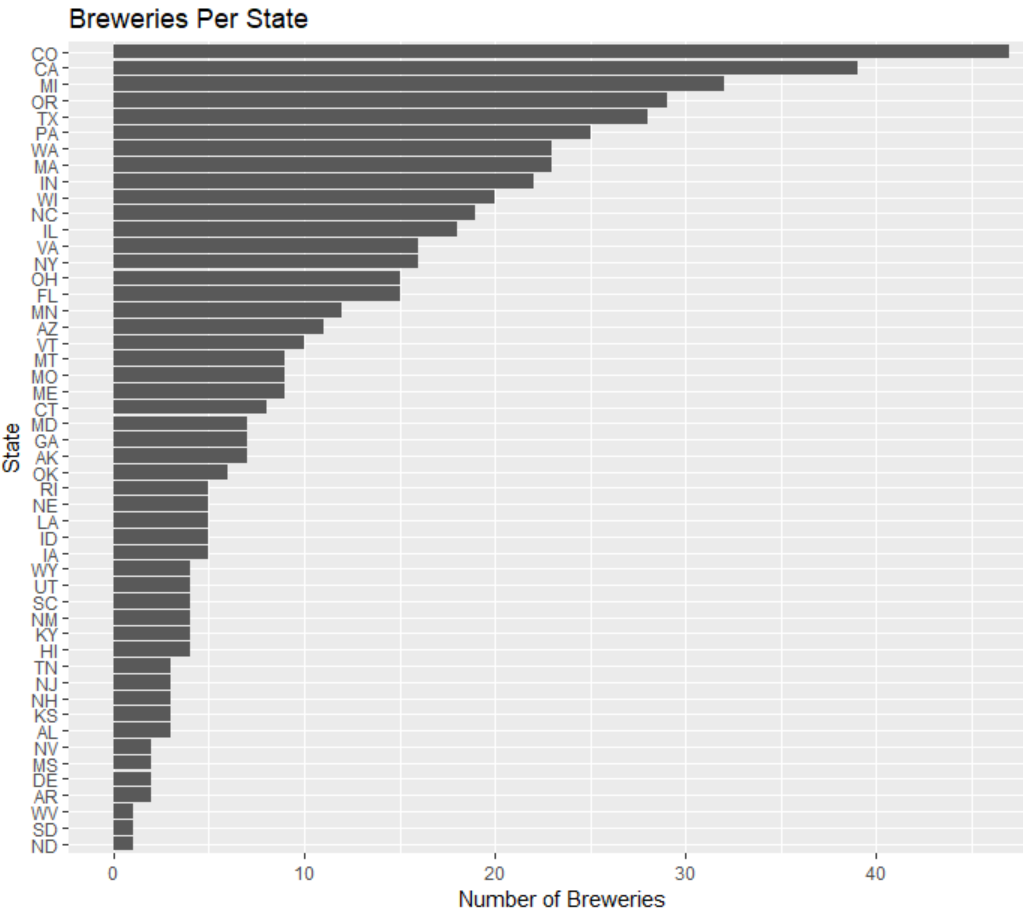 Breweries Per State
CO
CA
MI
OR
TX
PA
WA
MA
IN
WI
NC
IL
VA
NY
OH
FL
MN
AZ
VT
MT
MO
ME
CT
MD
GA
AK
OK
RI
NE
LA
ID
IA
WY
UT
SC
NM
KY
HI
TN
NJ
NH
KS
AL
NV
MS
DE
AR
WV
SD
ND
State
0 10 20 30 40
Number of Breweries